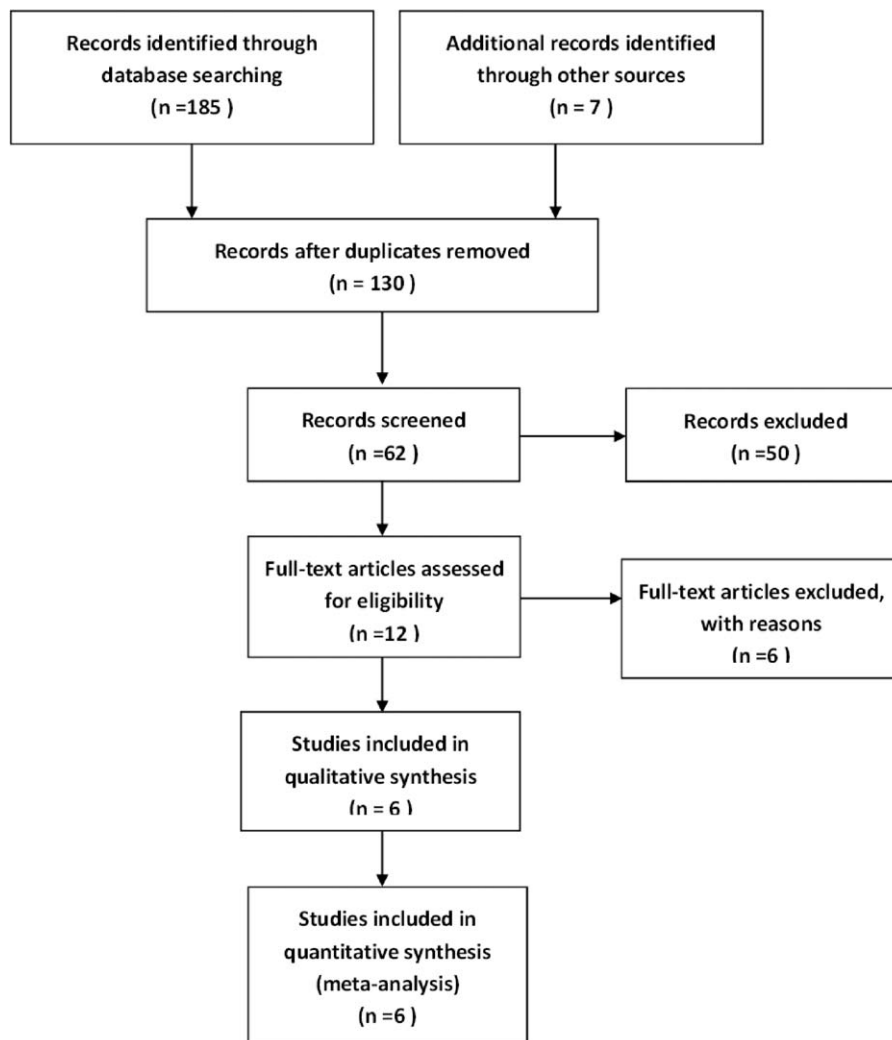 Records identified through
database searching
(n =185 )
Additional records identified
through other sources
(n = 7 )
Records after duplicates removed
(n = 130 )
Records screened
(n =62 )
Records excluded
(n =50 )
Full-text articles assessed
for eligibility
(n =12 )
Full-text articles excluded,
with reasons
(n =6 )
Studies included in
qualitative synthesis
(n = 6 )
Studies included in
quantitative synthesis
(meta-analysis)
(n =6 )